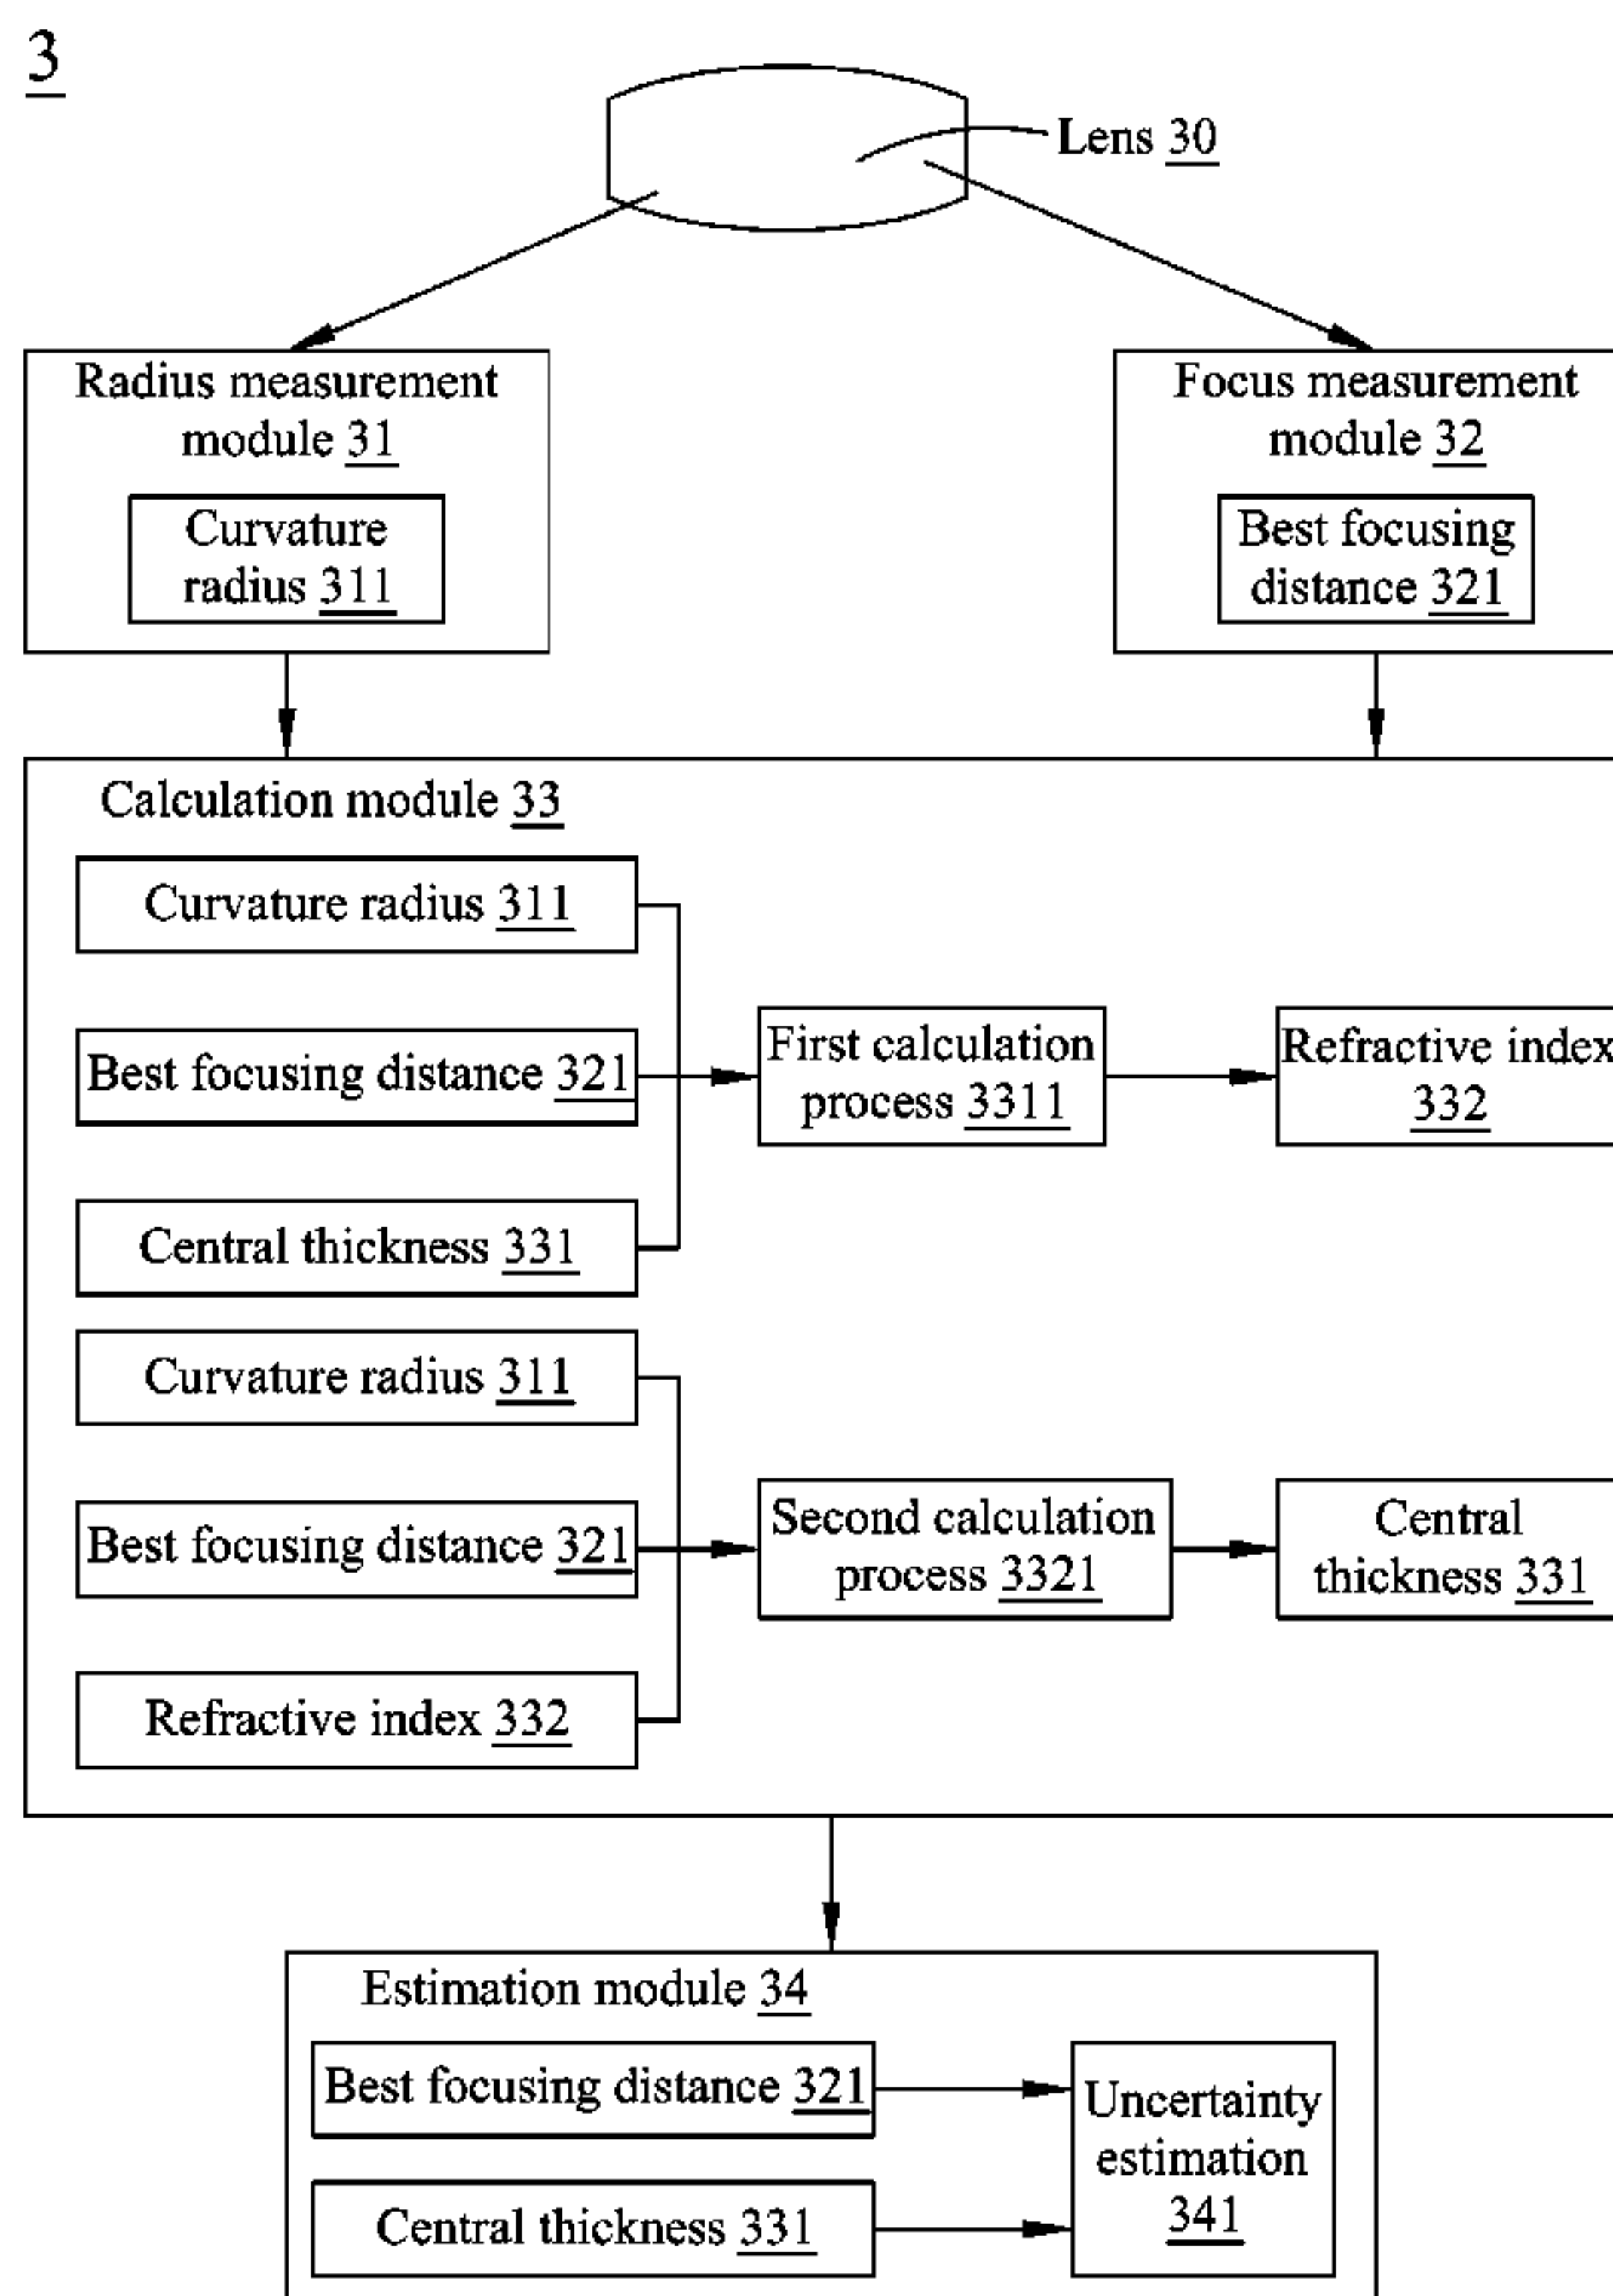 3
Lens 30
Radius measurement
module 31
Curvature
radius 311
Focus measurement
module 32
Best focusing
distance 321
Calculation module 33
Curvature radius 311
Best focusing distance 321
Central thickness 331
First calculation
process 3311
Refractive index
332
Curvature radius 311
Best focusing distance 321
Refractive index 332
Second calculation
process 3321
Central
thickness 331
Estimation module 34
Best focusing distance 321
Central thickness 331
Uncertainty
estimation
341